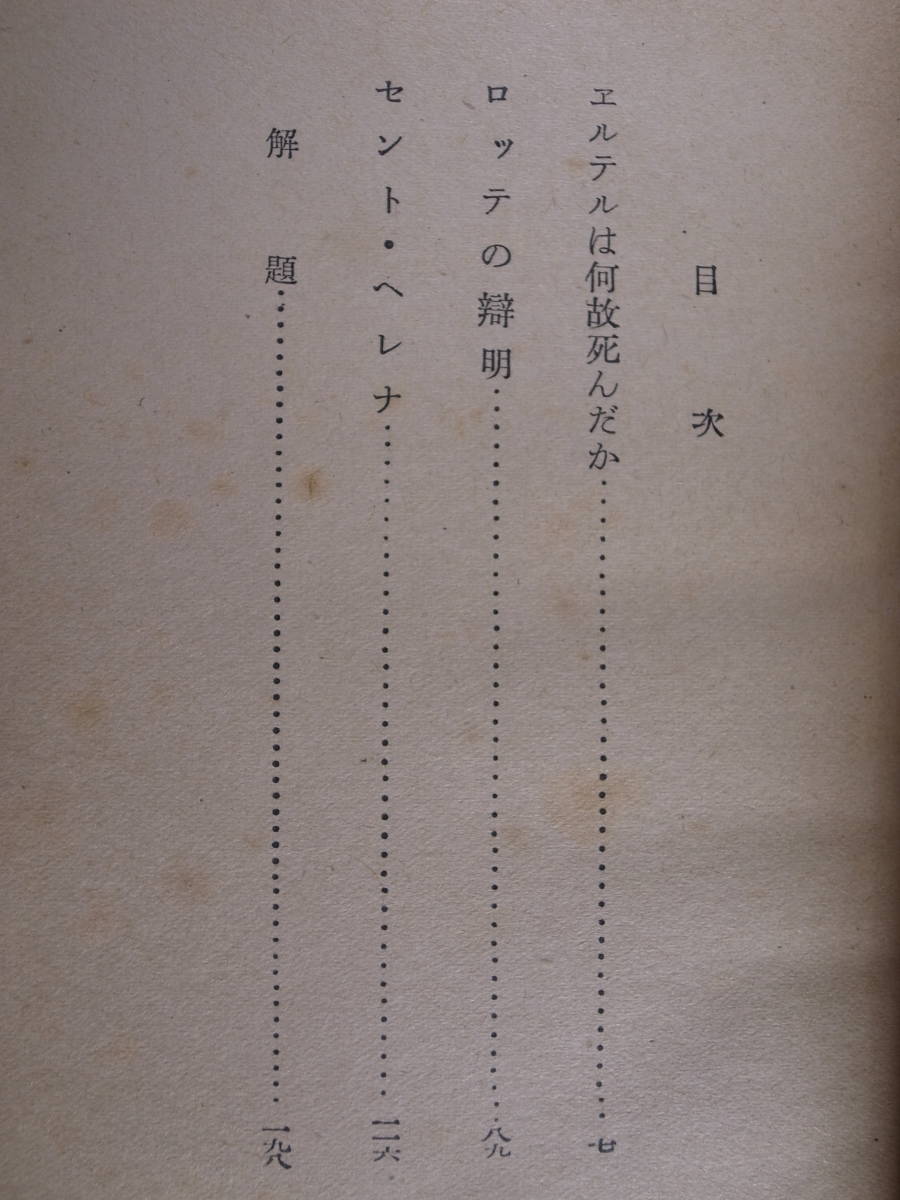 目次
ヱルテルは何故死んだか……七
ロッテの辯明……八九
セント・ヘレナ……一一六
解題……一九八